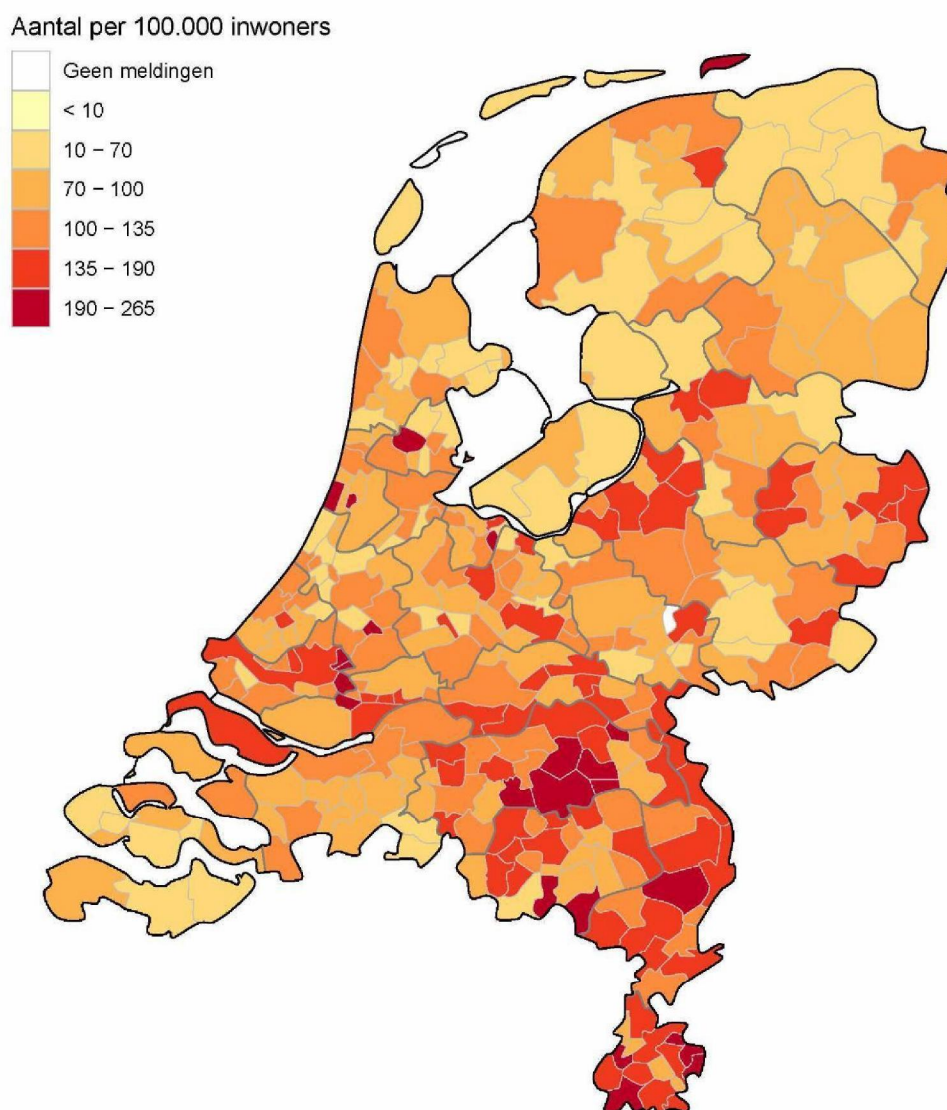 Aantal per 100.000 inwoners
Geen meldingen
< 10
10 – 70
70 – 100
100 – 135
135 – 190
190 – 265